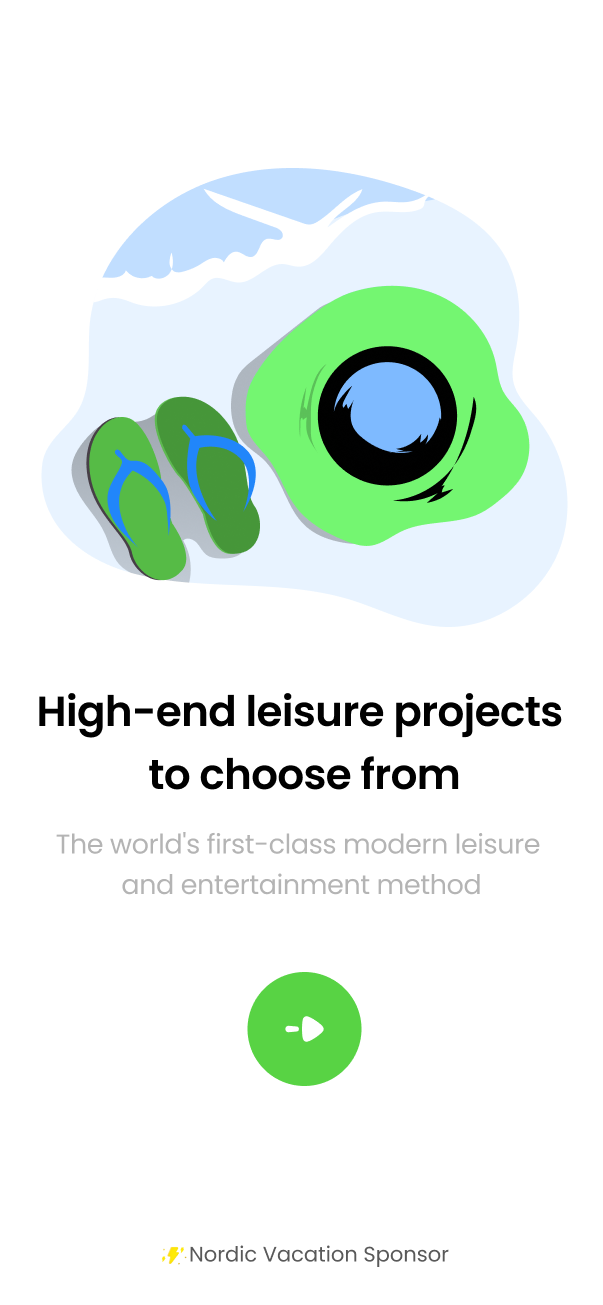 High-end leisure projects
to choose from
The world's first-class modern leisure
and entertainment method
Nordic Vacation Sponsor